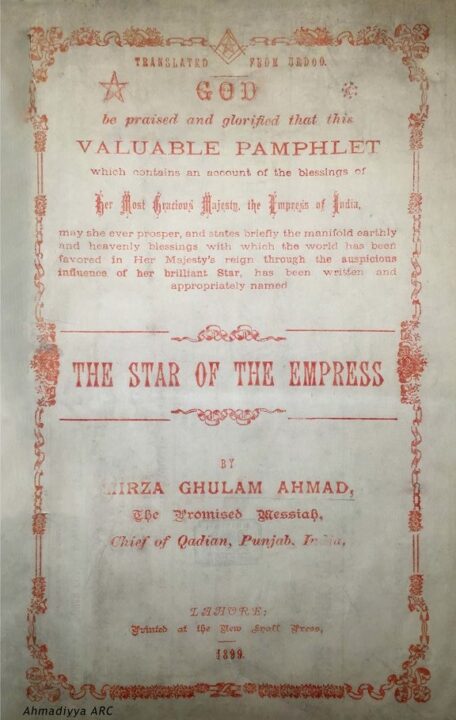 TRANSLATED FROM URDOO.
GOD
be praised and glorified that this
VALUABLE PAMPHLET
which contains an account of the blessings of
Her Most Gracious Majesty, the Empress of India,
may she ever prosper, and states briefly the manifold earthly
and heavenly blessings with which the world has been
favored in Her Majesty's reign through the auspicious
influence of her brilliant Star, has been written and
appropriately named
THE STAR OF THE EMPRESS
BY
MIRZA GHULAM AHMAD,
The Promised Messiah,
Chief of Qadian, Punjab, India,
LAHORE:
Printed at the New Press,
1899.
Ahmadiyya ARC